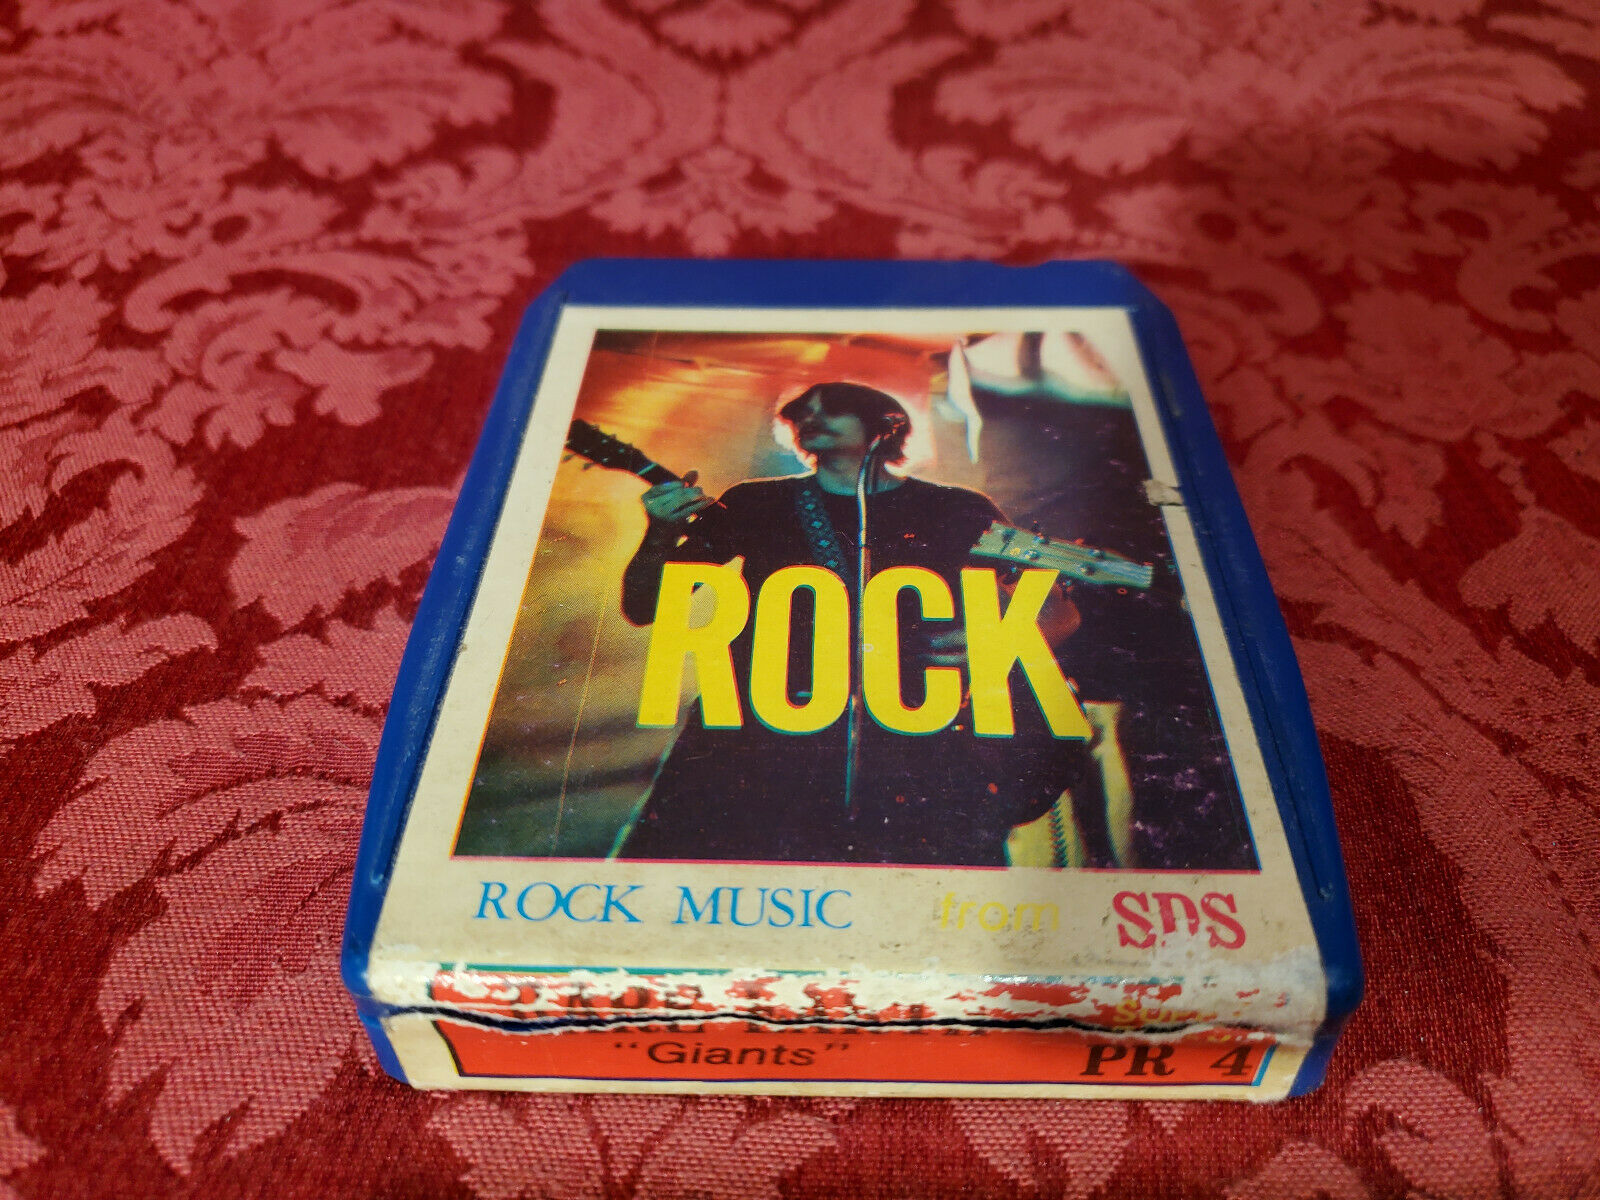 ROCK
ROCK MUSIC from SDS
"Giants"
PR 4